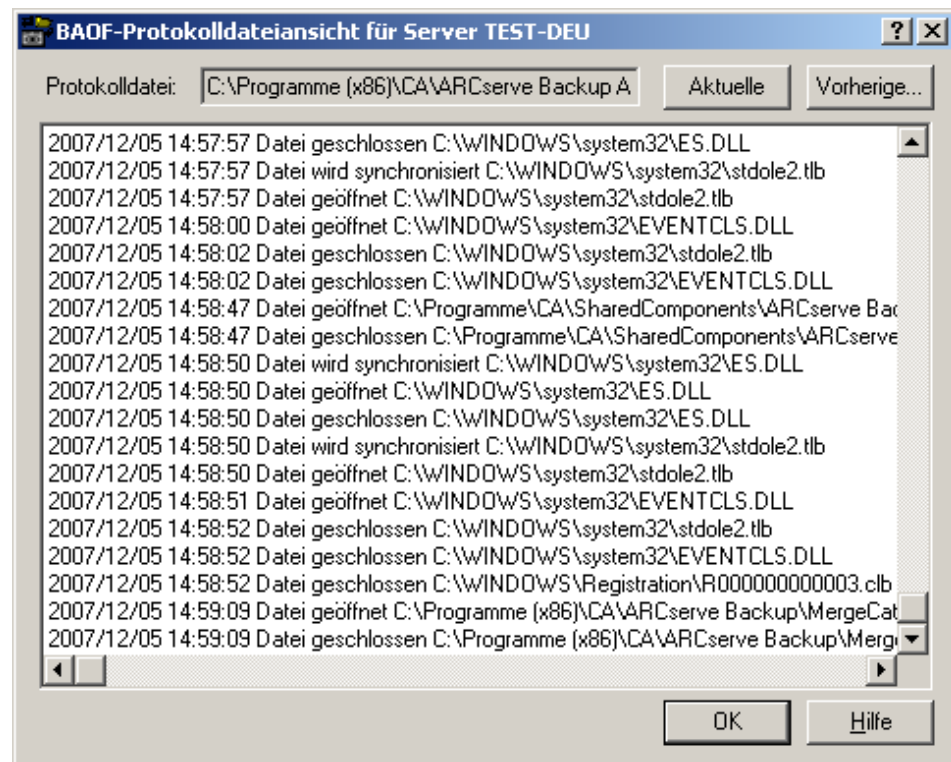 BAOF-Protokolldateiansicht für Server TEST-DEU
Protokolldatei: C:\Programme (x86)\CA\ARCserve Backup A Aktuelle Vorherige...
2007/12/05 14:57:57 Datei geschlossen C:\WINDOWS\system32\ES.DLL
2007/12/05 14:57:57 Datei wird synchronisiert C:\WINDOWS\system32\stdole2.tlb
2007/12/05 14:57:57 Datei geöffnet C:\WINDOWS\system32\stdole2.tlb
2007/12/05 14:58:00 Datei geöffnet C:\WINDOWS\system32\EVENTCLS.DLL
2007/12/05 14:58:02 Datei geschlossen C:\WINDOWS\system32\stdole2.tlb
2007/12/05 14:58:02 Datei geschlossen C:\WINDOWS\system32\EVENTCLS.DLL
2007/12/05 14:58:47 Datei geöffnet C:\Programme\CA\SharedComponents\ARCserve Bac
2007/12/05 14:58:47 Datei geschlossen C:\Programme\CA\SharedComponents\ARCserve
2007/12/05 14:58:50 Datei wird synchronisiert C:\WINDOWS\system32\ES.DLL
2007/12/05 14:58:50 Datei geöffnet C:\WINDOWS\system32\ES.DLL
2007/12/05 14:58:50 Datei geschlossen C:\WINDOWS\system32\ES.DLL
2007/12/05 14:58:50 Datei wird synchronisiert C:\WINDOWS\system32\stdole2.tlb
2007/12/05 14:58:50 Datei geöffnet C:\WINDOWS\system32\stdole2.tlb
2007/12/05 14:58:51 Datei geöffnet C:\WINDOWS\system32\EVENTCLS.DLL
2007/12/05 14:58:52 Datei geschlossen C:\WINDOWS\system32\stdole2.tlb
2007/12/05 14:58:52 Datei geschlossen C:\WINDOWS\system32\EVENTCLS.DLL
2007/12/05 14:58:52 Datei geschlossen C:\WINDOWS\Registration\R000000000003.clb
2007/12/05 14:59:09 Datei geöffnet C:\Programme (x86)\CA\ARCserve Backup\MergeCat
2007/12/05 14:59:09 Datei geschlossen C:\Programme (x86)\CA\ARCserve Backup\Merg
OK Hilfe